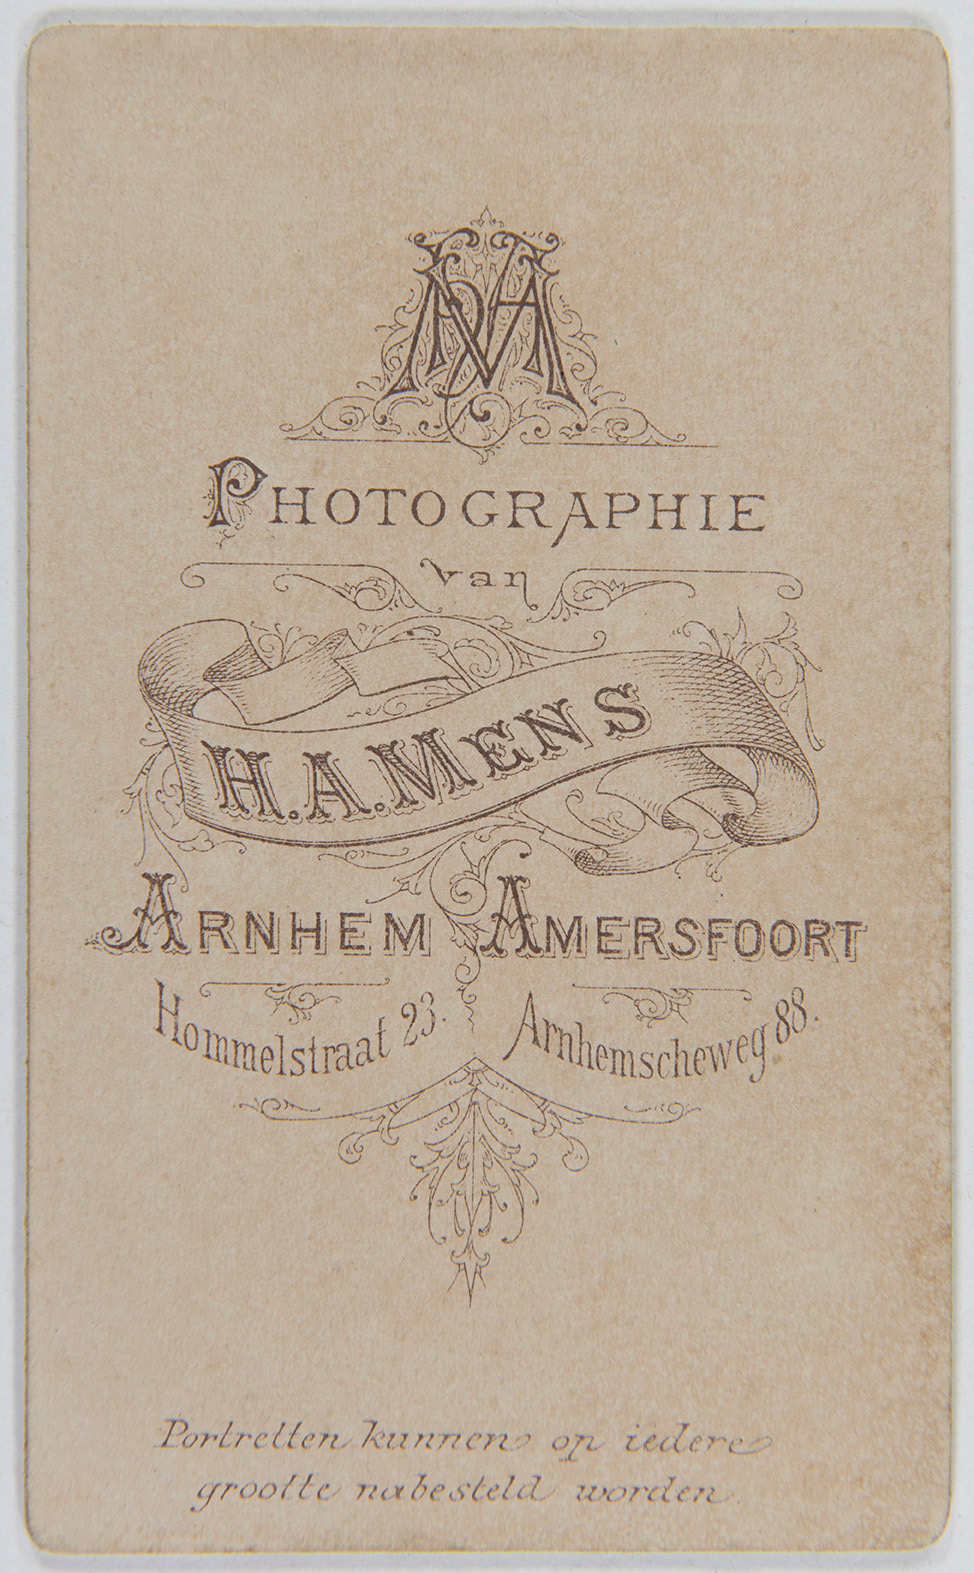 PHOTOGRAPHIE
van
H.A.MENS
ARNHEM AMERSFOORT
Hommelstraat 23. Arnhemscheweg 88.
Portretten kunnen op iedere
grootte nabesteld worden